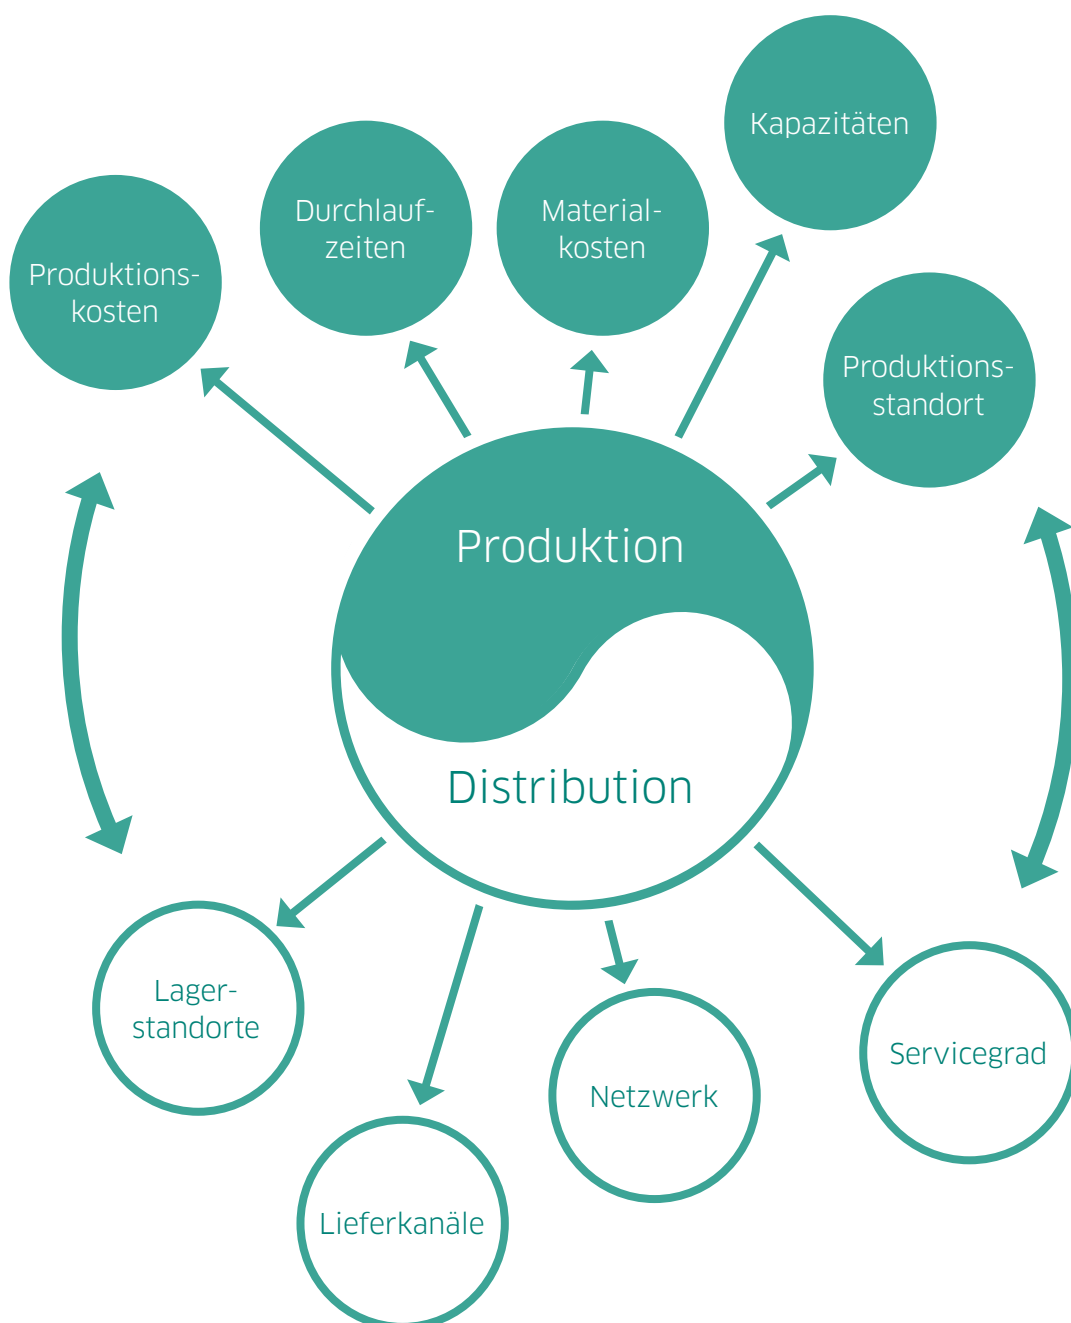 Kapazitäten
Durchlauf-
zeiten
Material-
kosten
Produktions-
kosten
Produktions-
standort
Produktion
Distribution
Lager-
standorte
Servicegrad
Netzwerk
Lieferkanäle